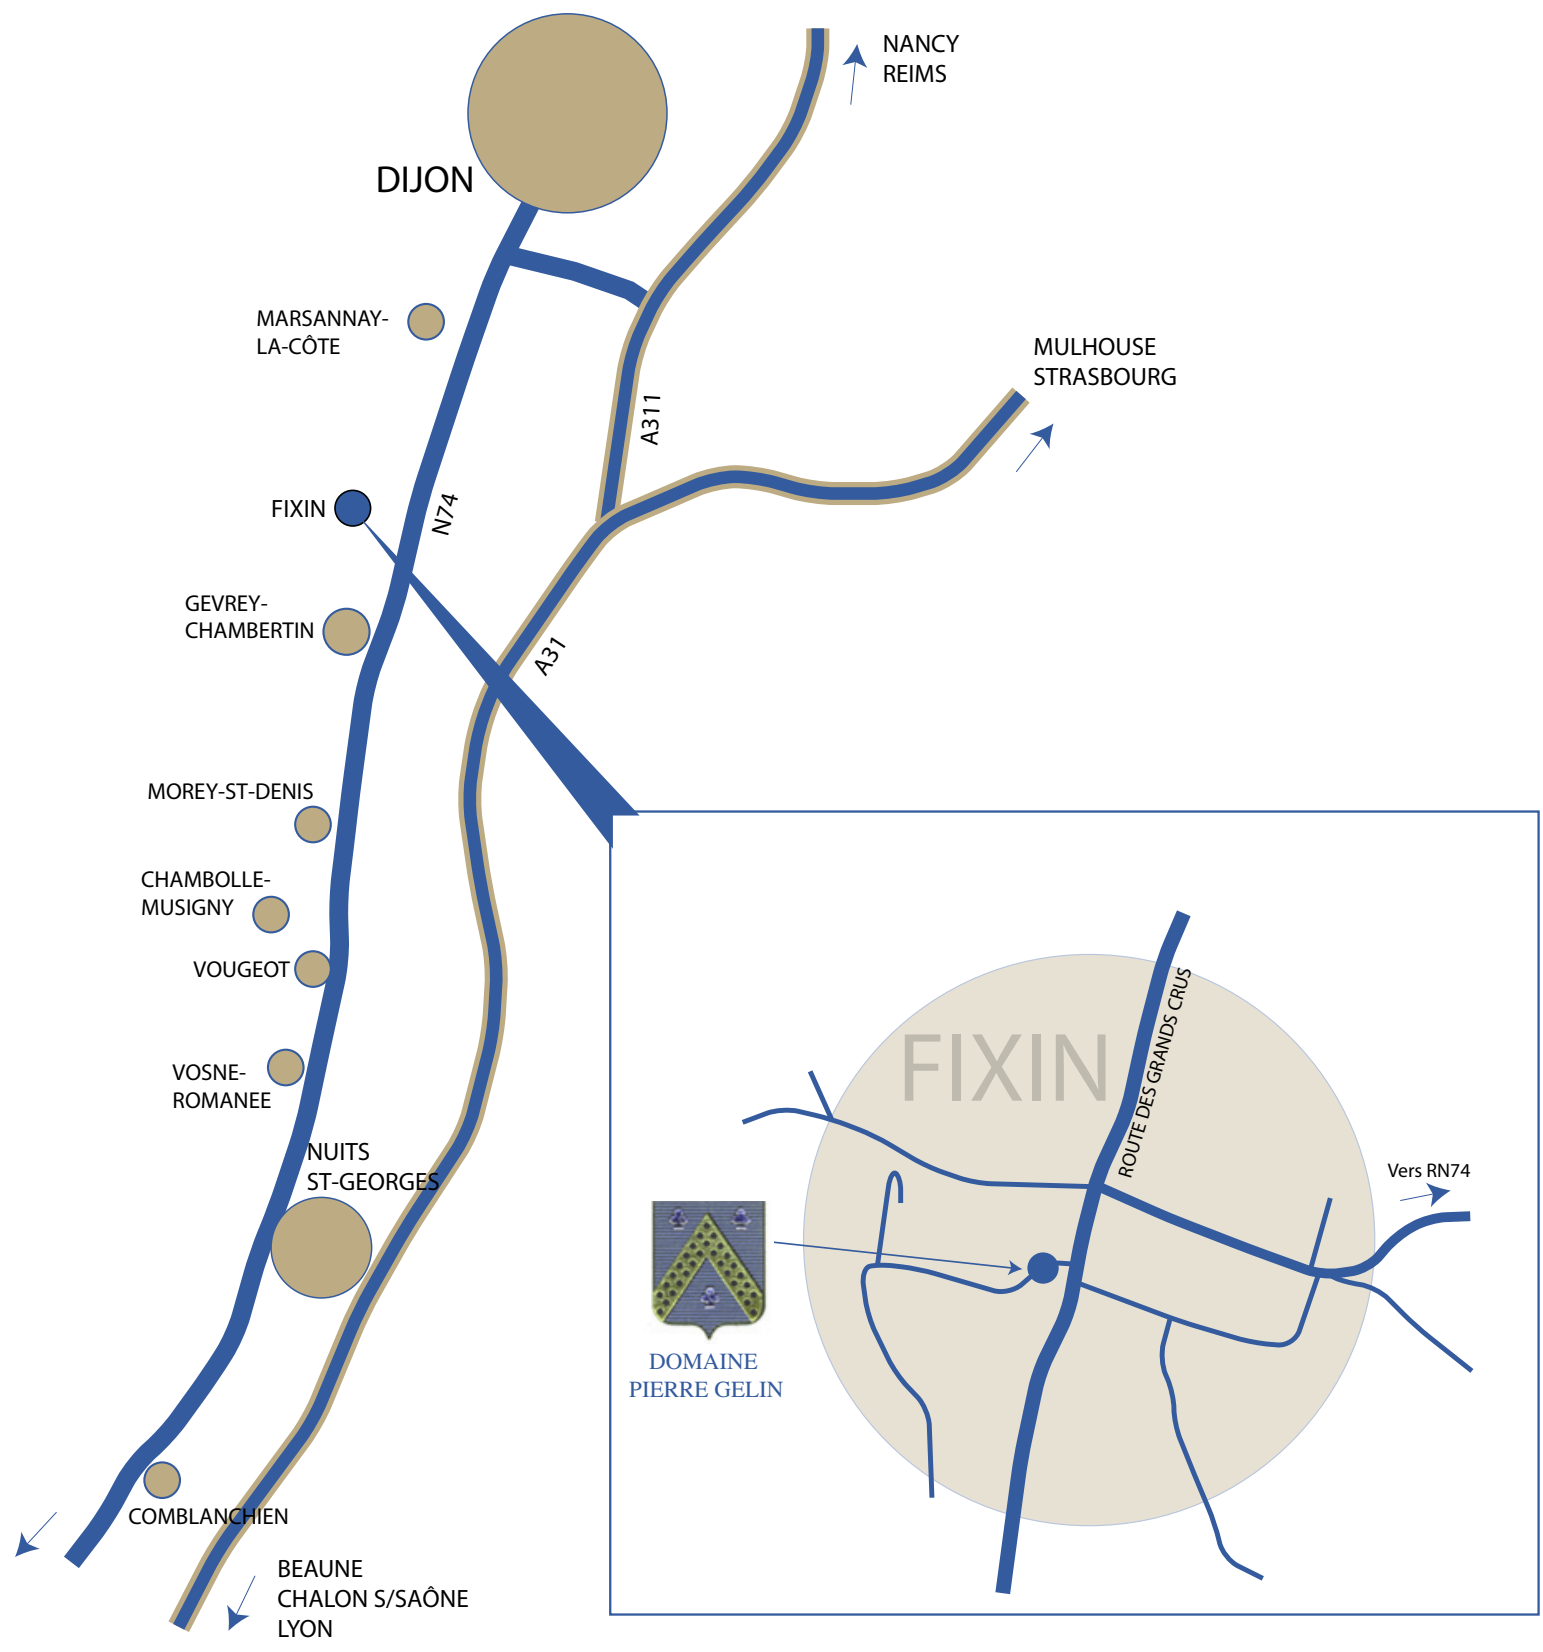 NANCY
REIMS
DIJON
MARSANNAY-
LA-CÔTE
MULHOUSE
STRASBOURG
A311
N74
FIXIN
GEVREY-
CHAMBERTIN
A31
MOREY-ST-DENIS
CHAMBOLLE-
MUSIGNY
VOUGEOT
VOSNE-
ROMANEE
NUITS
ST-GEORGES
COMBLANCHIEN
BEAUNE
CHALON S/SAÔNE
LYON
FIXIN
ROUTE DES GRANDS CRUS
Vers RN74
DOMAINE
PIERRE GELIN